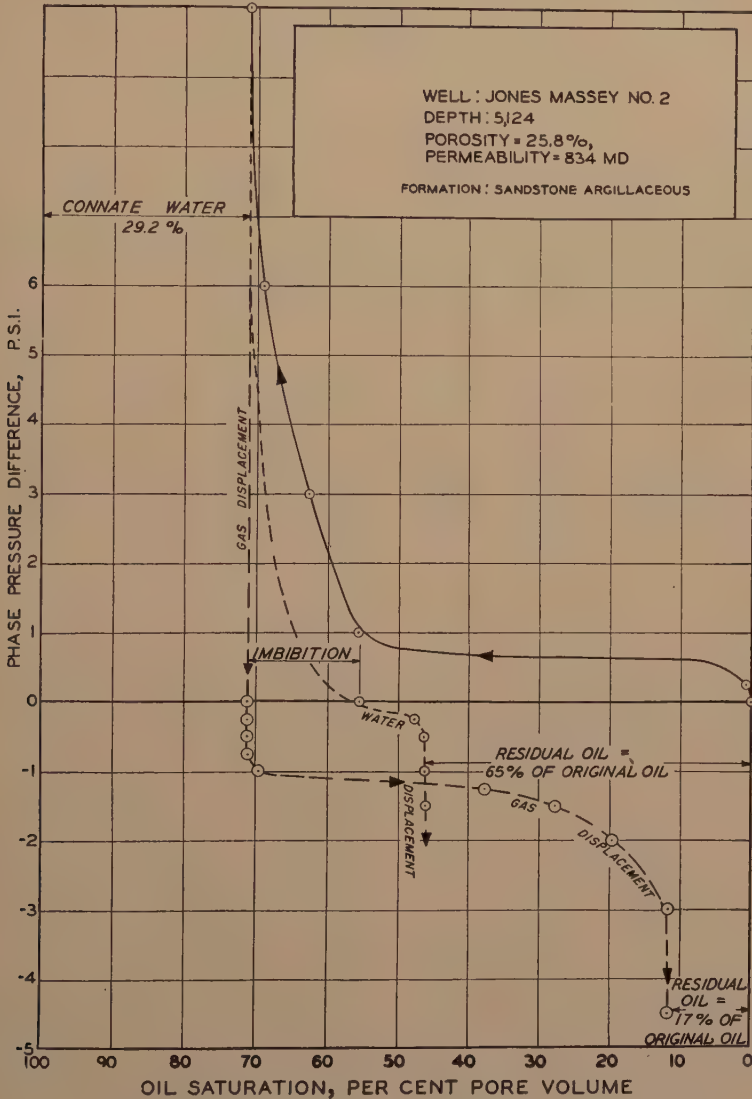 WELL: JONES MASSEY NO. 2
DEPTH: 5,124
POROSITY = 25.8%,
PERMEABILITY = 834 MD
FORMATION: SANDSTONE ARGILLACEOUS
CONNATE WATER
29.2 %
PHASE PRESSURE DIFFERENCE, P.S.I.
6
5
3
2
1
0
-1
-2
-3
-4
-5
GAS DISPLACEMENT
IMBIBITION
WATER
DISPLACEMENT
RESIDUAL OIL =
65% OF ORIGINAL OIL
GAS
DISPLACEMENT
RESIDUAL
OIL =
17% OF
ORIGINAL OIL
100 90 80 70 60 50 40 30 20 10 0
OIL SATURATION, PER CENT PORE VOLUME